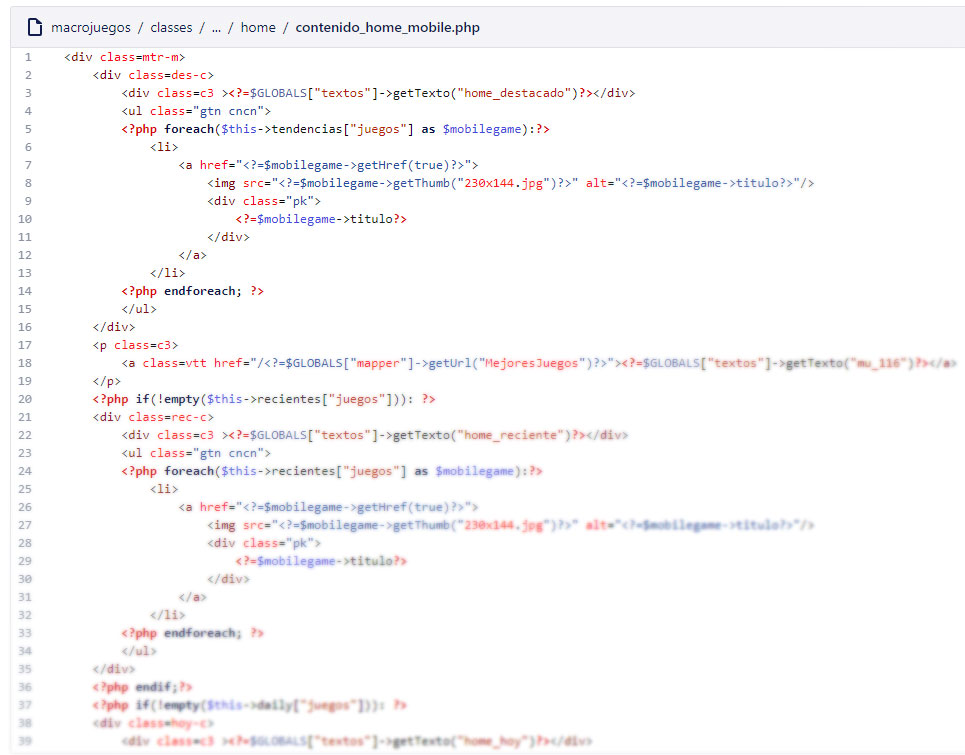 macrojuegos / classes / ... / home / contenido_home_mobile.php
1 <div class=mtr-m>
2 <div class=des-c>
3 <div class=c3 ><?=$GLOBALS["textos"]->getTexto("home_destacado")?></div>
4 <ul class="gtn cncn">
5 <?php foreach($this->tendencias["juegos"] as $mobilegame):?>
6 <li>
7 <a href="<?=$mobilegame->getHref(true)?>">
8 <img src="<?=$mobilegame->getThumb("230x144.jpg")?>" alt="<?=$mobilegame->titulo?>"/>
9 <div class="pk">
10 <?=$mobilegame->titulo?>
11 </div>
12 </a>
13 </li>
14 <?php endforeach; ?>
15 </ul>
16 </div>
17 <p class=c3>
18 <a class=vtt href="/<?=$GLOBALS["mapper"]->getUrl("MejoresJuegos")?>"><?=$GLOBALS["textos"]->getTexto("mu_116")?></a>
19 </p>
20 <?php if(!empty($this->recientes["juegos"])): ?>
21 <div class=rec-c>
22 <div class=c3 ><?=$GLOBALS["textos"]->getTexto("home_reciente")?></div>
23 <ul class="gtn cncn">
24 <?php foreach($this->recientes["juegos"] as $mobilegame):?>
25 <li>
26 <a href="<?=$mobilegame->getHref(true)?>">
27 <img src="<?=$mobilegame->getThumb("230x144.jpg")?>" alt="<?=$mobilegame->titulo?>"/>
28 <div class="pk">
29 <?=$mobilegame->titulo?>
30 </div>
31 </a>
32 </li>
33 <?php endforeach; ?>
34 </ul>
35 </div>
36 <?php endif;?>
37 <?php if(!empty($this->daily["juegos"])): ?>
38 <div class=hoy-c>
39 <div class=c3 ><?=$GLOBALS["textos"]->getTexto("home_hoy")?></div>